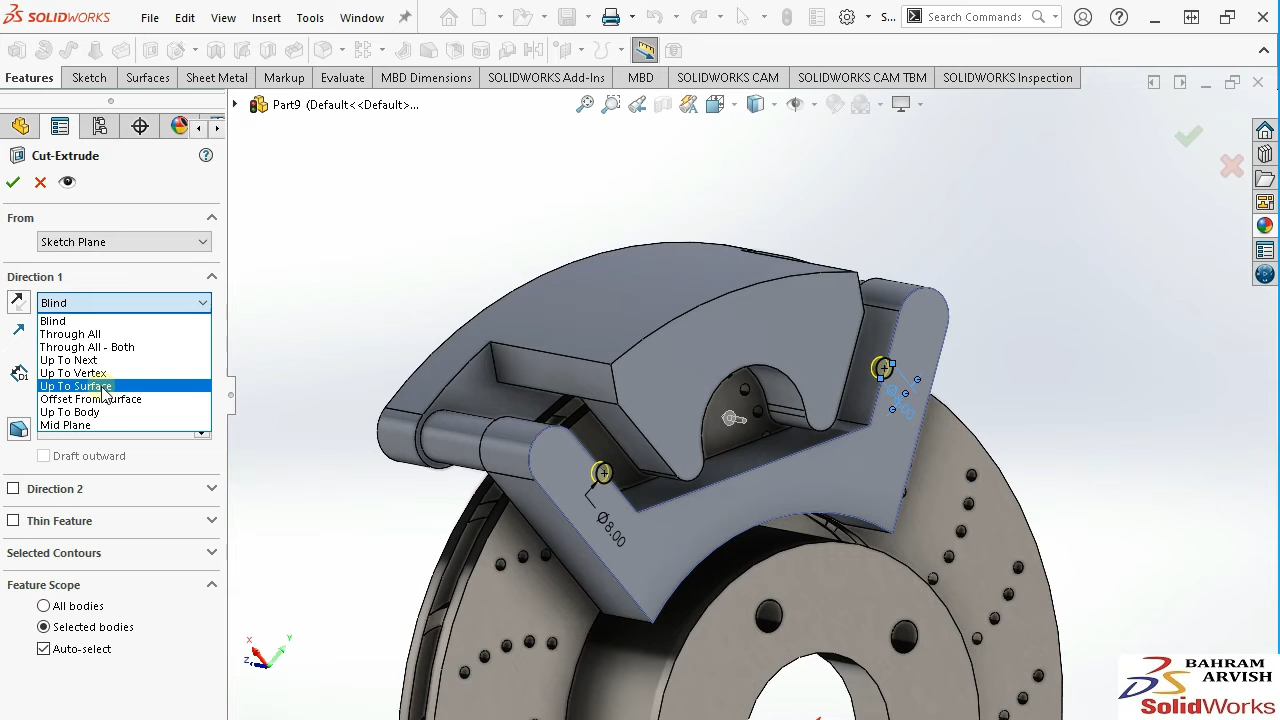 SOLIDWORKS
File Edit View Insert Tools Window
S...
Search Commands
Features Sketch Surfaces Sheet Metal Markup Evaluate MBD Dimensions SOLIDWORKS Add-Ins MBD SOLIDWORKS CAM SOLIDWORKS CAM TBM SOLIDWORKS Inspection
Part9 (Default<<Default>...
Cut-Extrude
From
Sketch Plane
Direction 1
Blind
Blind
Through All
Through All - Both
Up To Next
Up To Vertex
Up To Surface
Offset From Surface
Up To Body
Mid Plane
Draft outward
Direction 2
Thin Feature
Selected Contours
Feature Scope
All bodies
Selected bodies
Auto-select
Ø8.00
X
Y
Z
BAHRAM
ARVISH
SolidWorks